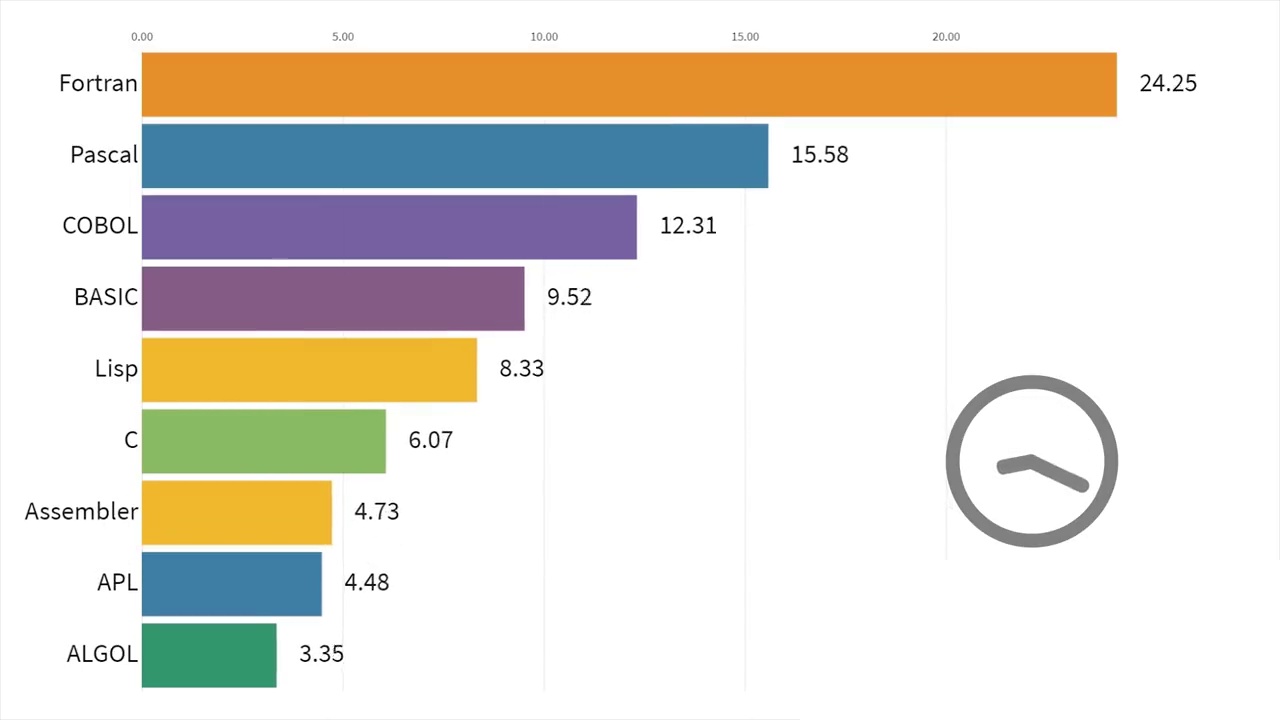 0.00 5.00 10.00 15.00 20.00
Fortran 24.25
Pascal 15.58
COBOL 12.31
BASIC 9.52
Lisp 8.33
C 6.07
Assembler 4.73
APL 4.48
ALGOL 3.35